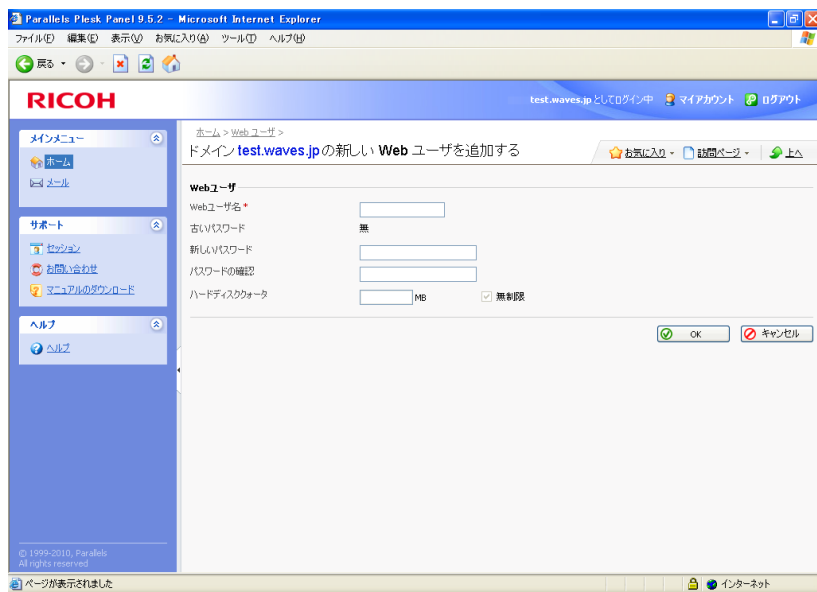 Parallels Plesk Panel 9.5.2 - Microsoft Internet Explorer
ファイル(F) 編集(E) 表示(V) お気に入り(A) ツール(T) ヘルプ(H)
戻る
RICOH
test.waves.jp としてログイン中 マイアカウント ログアウト
メインメニュー
ホーム
メール
サポート
セッション
お問い合わせ
マニュアルのダウンロード
ヘルプ
ヘルプ
© 1999-2010, Parallels
All rights reserved
ホーム > Web ユーザ >
ドメイン test.waves.jp の新しい Web ユーザを追加する
お気に入り 訪問ページ 上へ
Webユーザ
Webユーザ名 *
古いパスワード 無
新しいパスワード
パスワードの確認
ハードディスククォータ MB 無制限
OK キャンセル
ページが表示されました インターネット